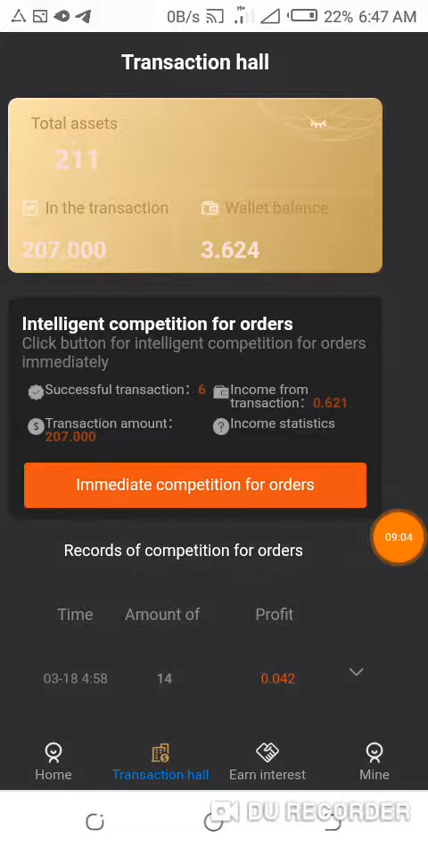 0B/s 22% 6:47 AM
Transaction hall
Total assets
211
In the transaction Wallet balance
207.000 3.624
Intelligent competition for orders
Click button for intelligent competition for orders
immediately
Successful transaction: 6 Income from
transaction: 0.621
Transaction amount: Income statistics
207.000
Immediate competition for orders
09:04
Records of competition for orders
Time Amount of Profit
03-18 4:58 14 0.042
Home Transaction hall Earn interest Mine
DU RECORDER